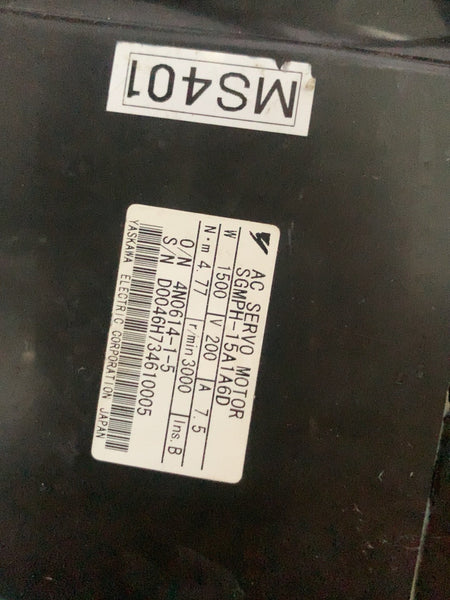 MS401
AC SERVO MOTOR
SGMPH-15A1A6D
W 1500 V 200 A 7.5
N·m 4.77 r/min 3000 Ins. B
O/N 4N0614-1-5
S/N D0046H734610005
YASKAWA ELECTRIC CORPORATION JAPAN